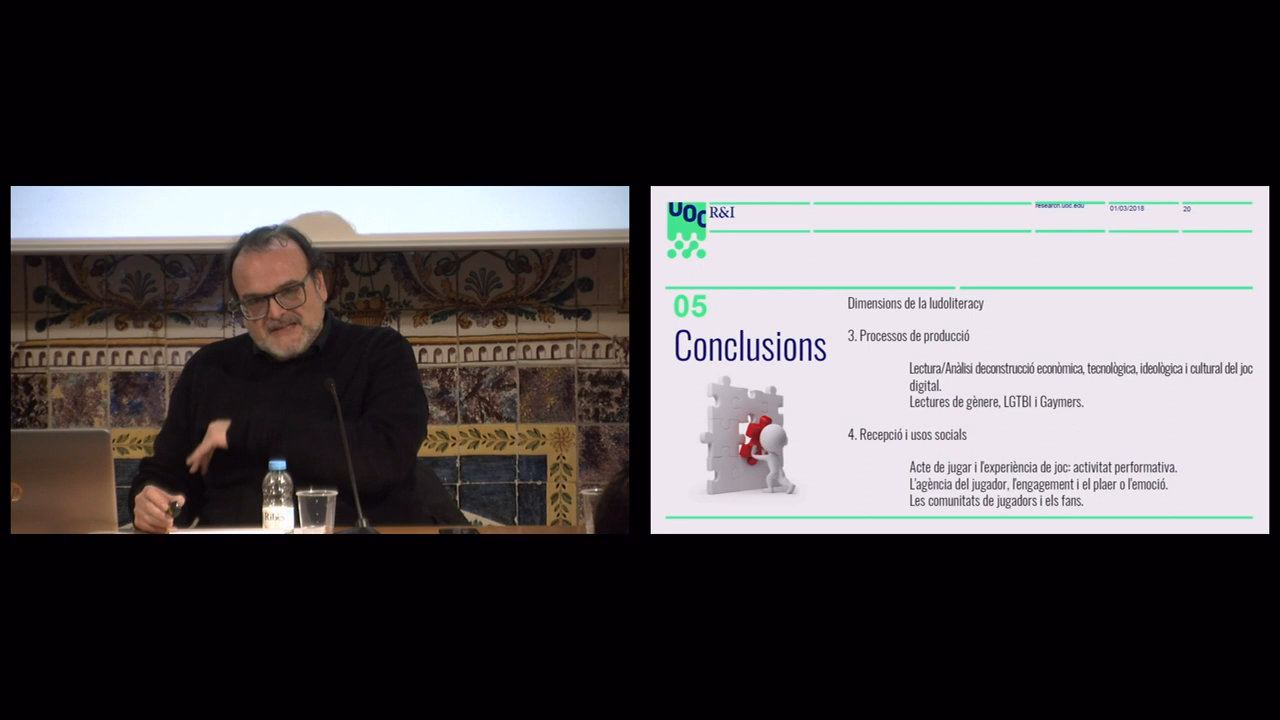 Ribes
UOC
R&I
research.uoc.edu
01/03/2018
20
05
Conclusions
Dimensions de la ludoliteracy
3. Processos de producció
Lectura/Anàlisi deconstrucció econòmica, tecnològica, ideològica i cultural del joc
digital.
Lectures de gènere, LGTBI i Gaymers.
4. Recepció i usos socials
Acte de jugar i l'experiència de joc: activitat performativa.
L'agència del jugador, l'engagement i el plaer o l'emoció.
Les comunitats de jugadors i els fans.